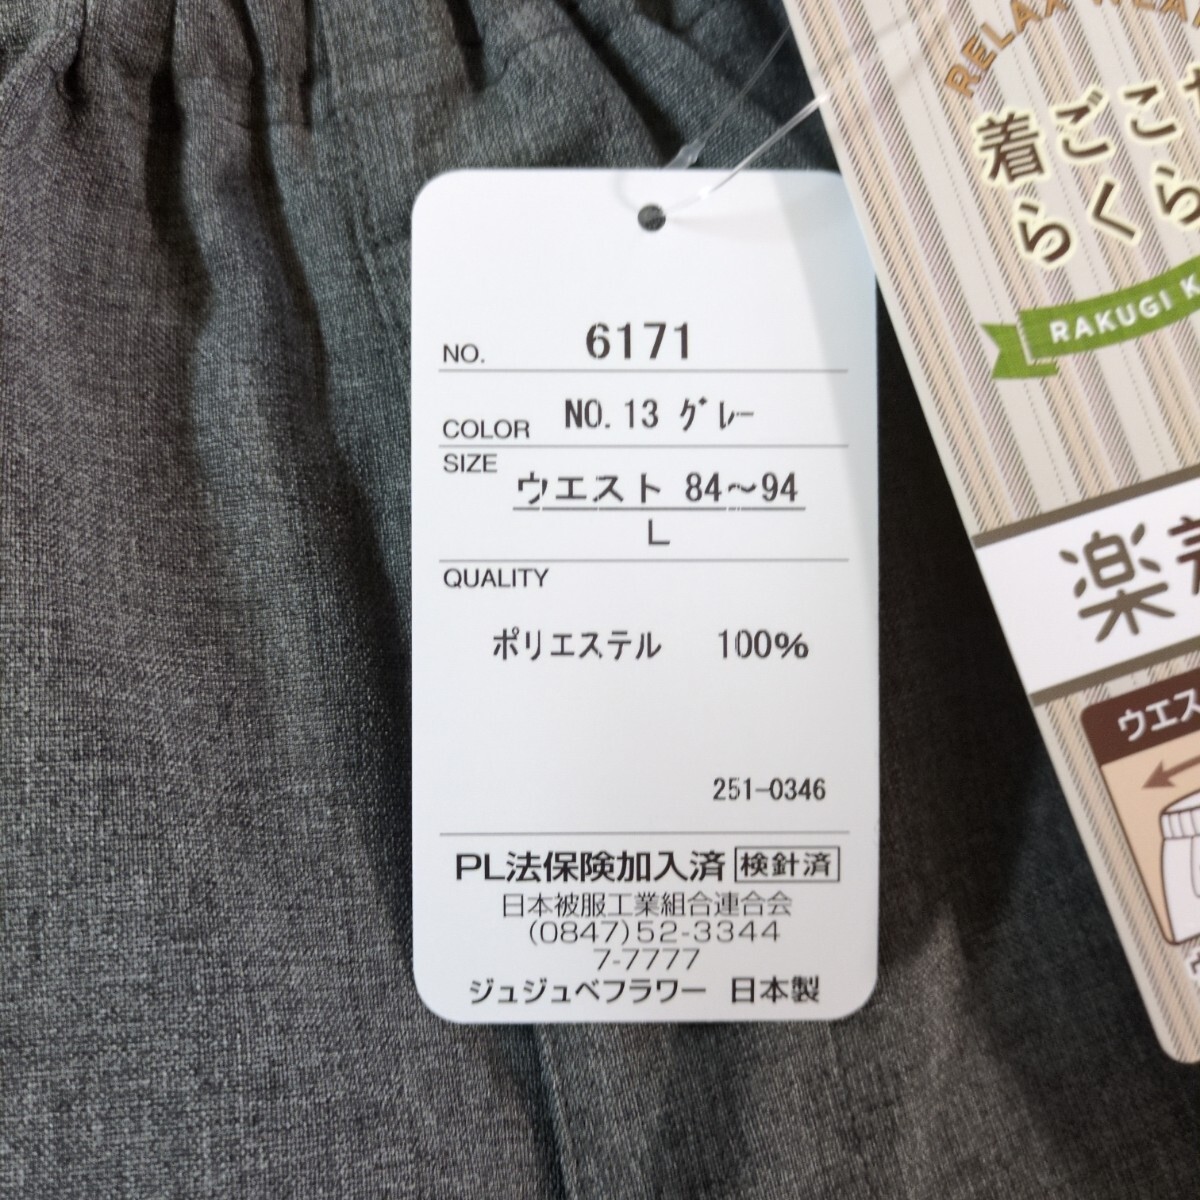 NO. 6171
COLOR NO.13 グレー
SIZE ウエスト 84～94
L
QUALITY
ポリエステル 100%
251-0346
PL法保険加入済 検針済
日本被服工業組合連合会
(0847)52-3344
7-7777
ジュジュベフラワー 日本製
RELAX
着ごこ
らくら
RAKUGI
楽
ウエス